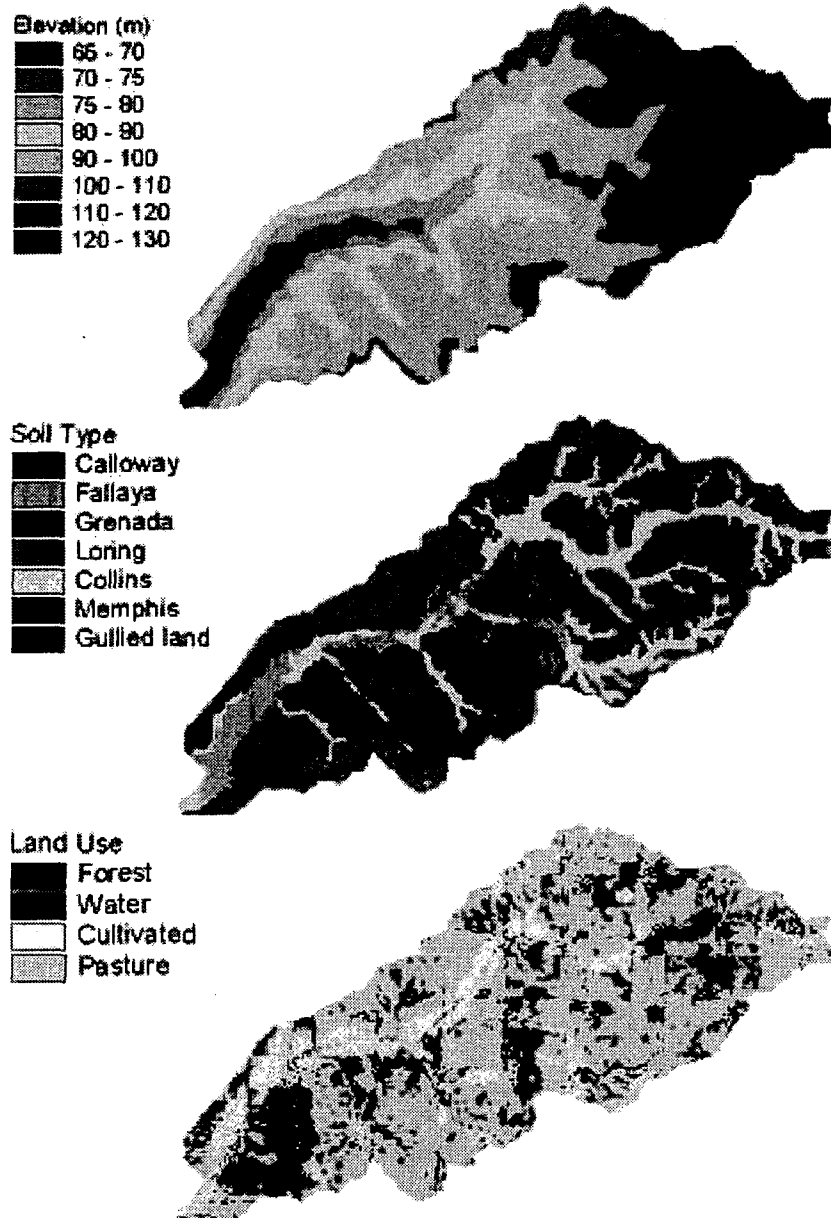 Elevation (m)
65 - 70
70 - 75
75 - 80
80 - 90
90 - 100
100 - 110
110 - 120
120 - 130
Soil Type
Calloway
Fallaya
Grenada
Loring
Collins
Memphis
Gullied land
Land Use
Forest
Water
Cultivated
Pasture